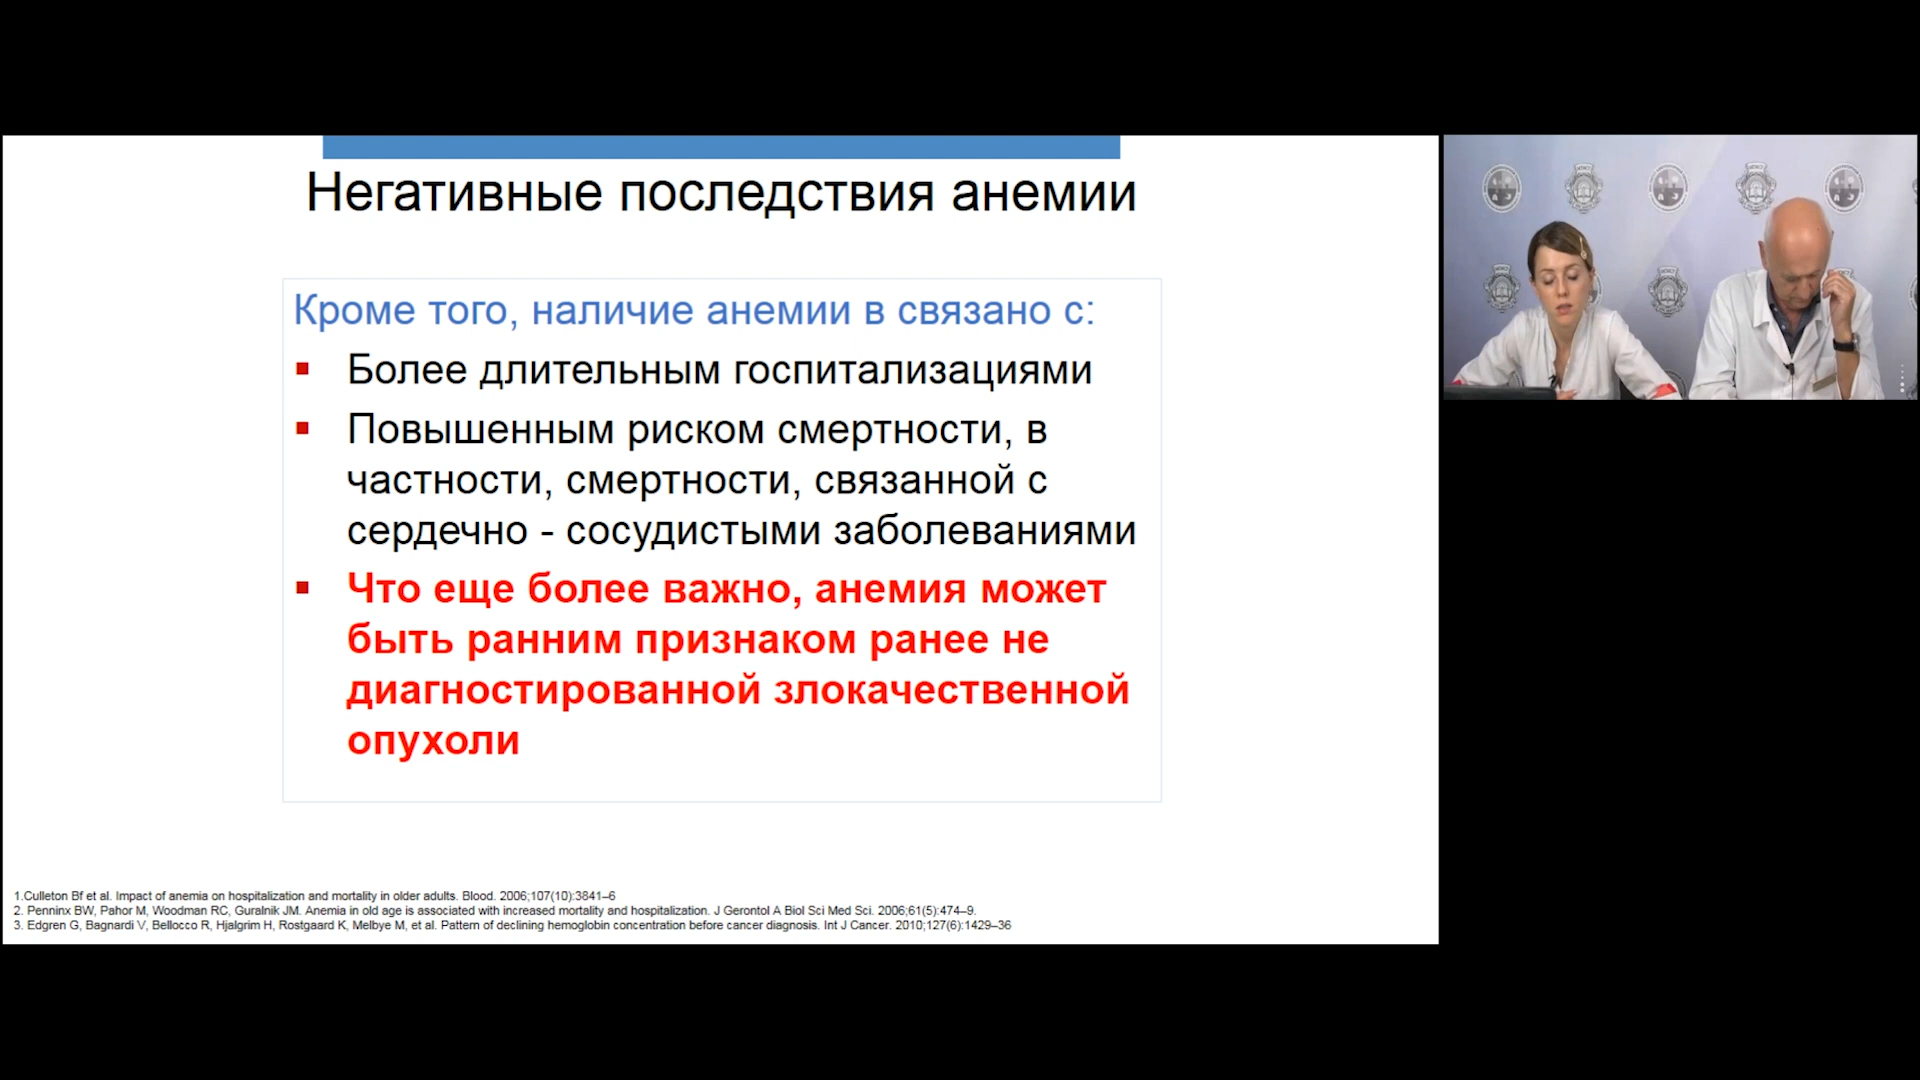 Негативные последствия анемии
Кроме того, наличие анемии в связано с:
▪ Более длительным госпитализациями
▪ Повышенным риском смертности, в
частности, смертности, связанной с
сердечно - сосудистыми заболеваниями
▪ Что еще более важно, анемия может
быть ранним признаком ранее не
диагностированной злокачественной
опухоли
1.Culleton Bf et al. Impact of anemia on hospitalization and mortality in older adults. Blood. 2006;107(10):3841–6
2. Penninx BW, Pahor M, Woodman RC, Guralnik JM. Anemia in old age is associated with increased mortality and hospitalization. J Gerontol A Biol Sci Med Sci. 2006;61(5):474–9.
3. Edgren G, Bagnardi V, Bellocco R, Hjalgrim H, Rostgaard K, Melbye M, et al. Pattern of declining hemoglobin concentration before cancer diagnosis. Int J Cancer. 2010;127(6):1429–36